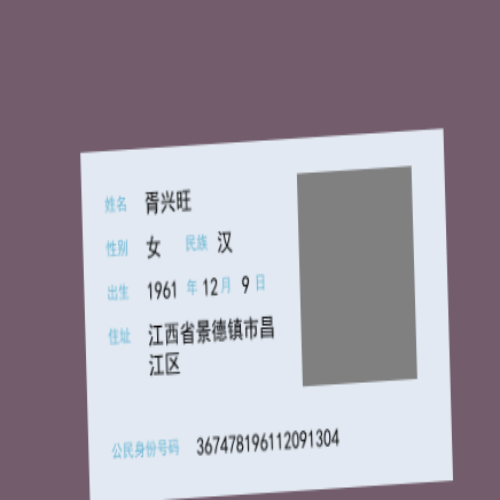 姓名 胥兴旺
性别 女 民族 汉
出生 1961 年 12 月 9 日
住址 江西省景德镇市昌
江区
公民身份号码 367478196112091304